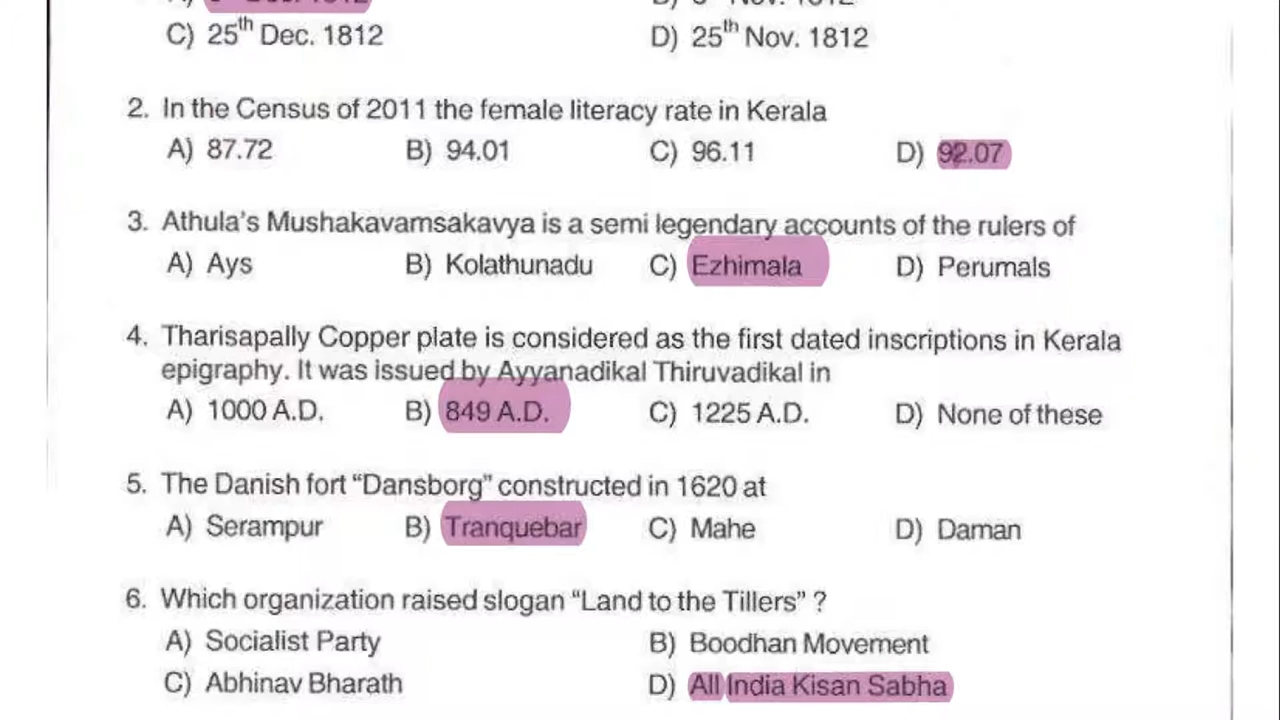 C) 25th Dec. 1812 D) 25th Nov. 1812
2. In the Census of 2011 the female literacy rate in Kerala
A) 87.72 B) 94.01 C) 96.11 D) 92.07
3. Athula's Mushakavamsakavya is a semi legendary accounts of the rulers of
A) Ays B) Kolathunadu C) Ezhimala D) Perumals
4. Tharisapally Copper plate is considered as the first dated inscriptions in Kerala
epigraphy. It was issued by Ayyanadikal Thiruvadikal in
A) 1000 A.D. B) 849 A.D. C) 1225 A.D. D) None of these
5. The Danish fort “Dansborg” constructed in 1620 at
A) Serampur B) Tranquebar C) Mahe D) Daman
6. Which organization raised slogan “Land to the Tillers” ?
A) Socialist Party B) Boodhan Movement
C) Abhinav Bharath D) All India Kisan Sabha